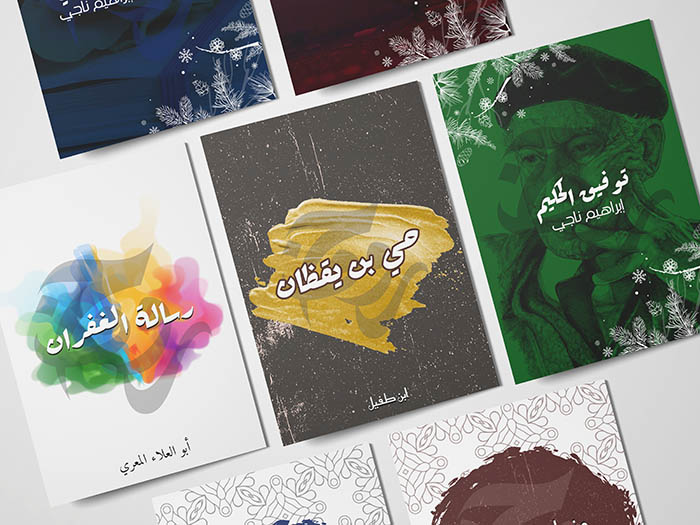 إبراهيم ناجي
توفيق الحكيم
إبراهيم ناجي
حي بن يقظان
ابن طفيل
رسالة الغفران
أبو العلاء المعري